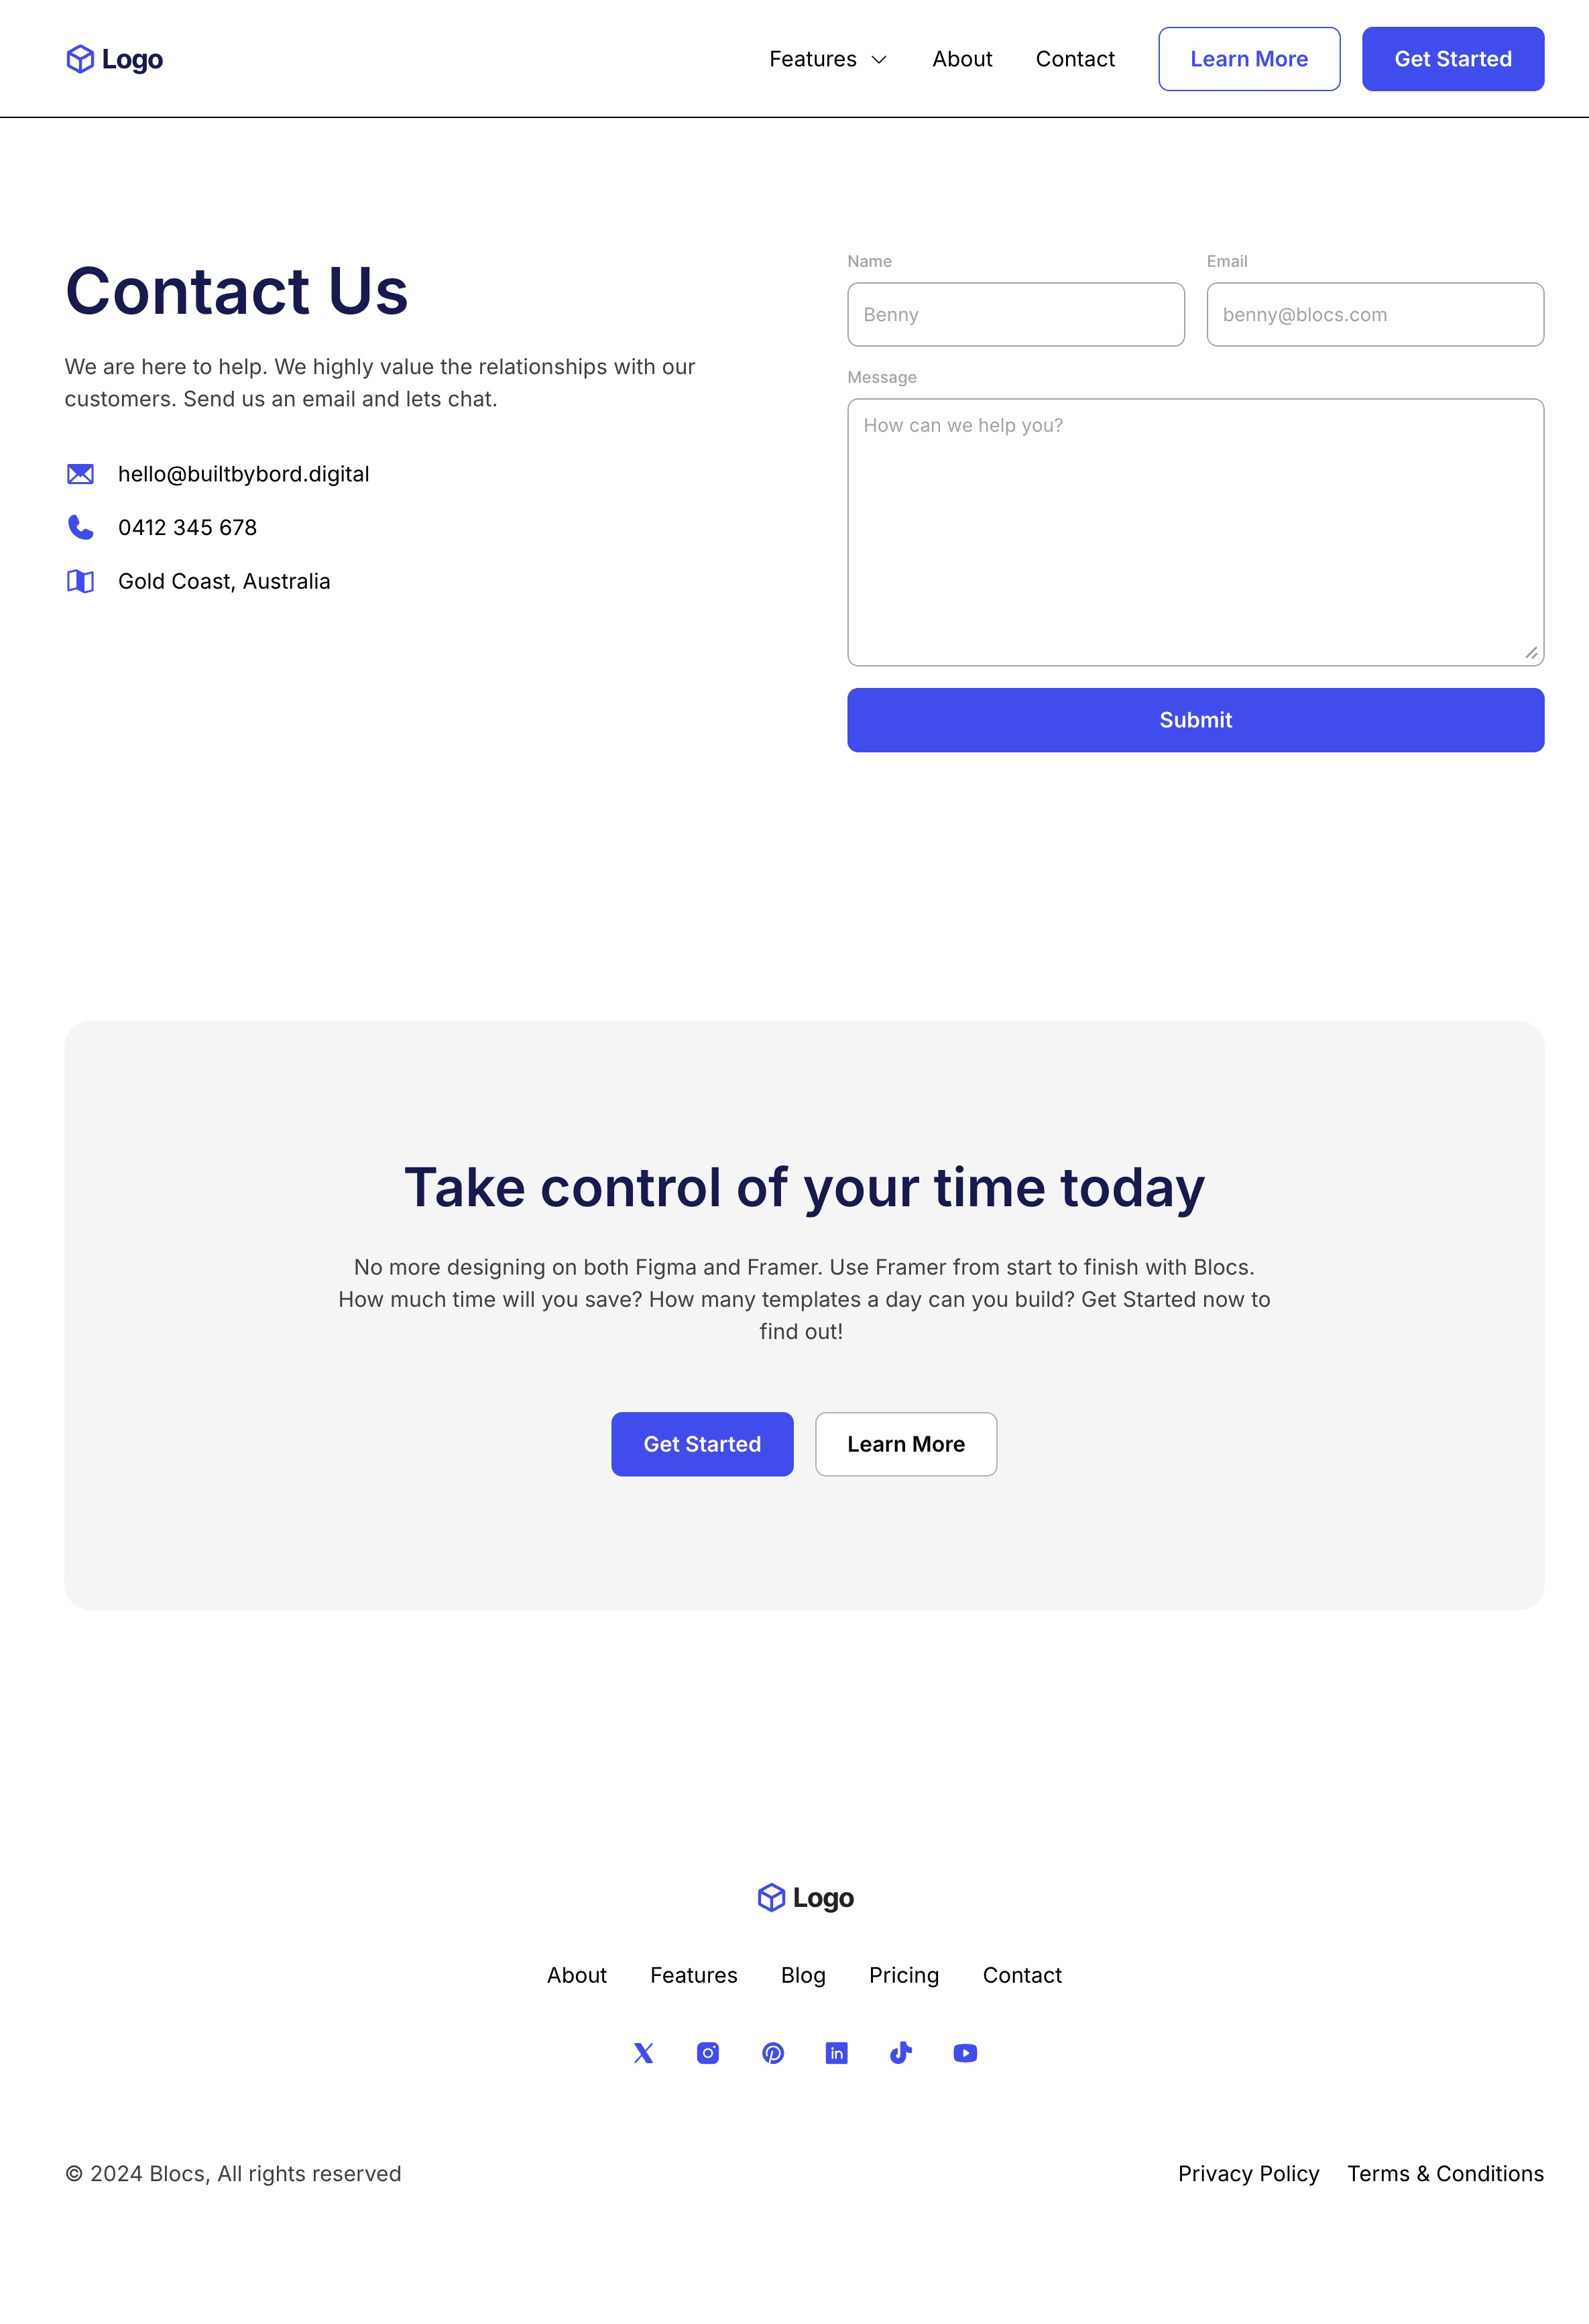 Logo
Features
About
Contact
Learn More
Get Started
Contact Us
We are here to help. We highly value the relationships with our
customers. Send us an email and lets chat.
hello@builtbybord.digital
0412 345 678
Gold Coast, Australia
Name
Email
Benny
benny@blocs.com
Message
How can we help you?
Submit
Take control of your time today
No more designing on both Figma and Framer. Use Framer from start to finish with Blocs.
How much time will you save? How many templates a day can you build? Get Started now to
find out!
Get Started
Learn More
Logo
About
Features
Blog
Pricing
Contact
© 2024 Blocs, All rights reserved
Privacy Policy
Terms & Conditions